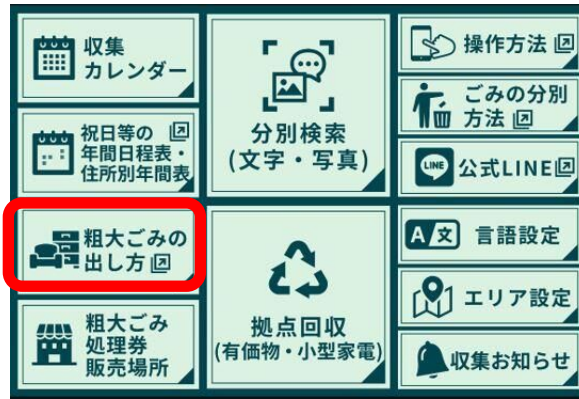 収集
カレンダー
祝日等の
年間日程表・
住所別年間表
粗大ごみの
出し方
粗大ごみ
処理券
販売場所
分別検索
(文字・写真)
拠点回収
(有価物・小型家電)
操作方法
ごみの分別
方法
LINE
公式LINE
A文
言語設定
エリア設定
収集お知らせ